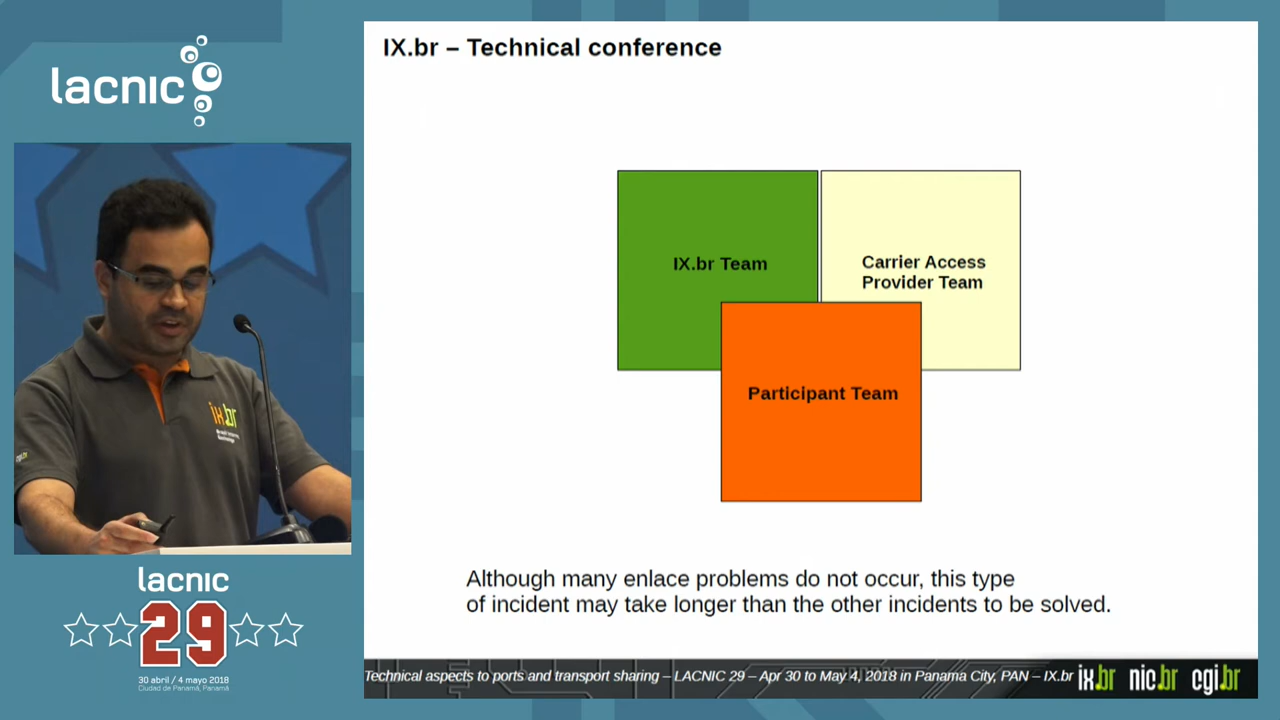 lacnic
IX.br – Technical conference
IX.br Team
Carrier Access
Provider Team
Participant Team
ix.br
Although many enlace problems do not occur, this type
of incident may take longer than the other incidents to be solved.
lacnic
29
30 abril / 4 mayo 2018
Ciudad de Panamá, Panamá
Technical aspects to ports and transport sharing – LACNIC 29 – Apr 30 to May 4, 2018 in Panama City, PAN – IX.br
ix.br nic.br cgi.br